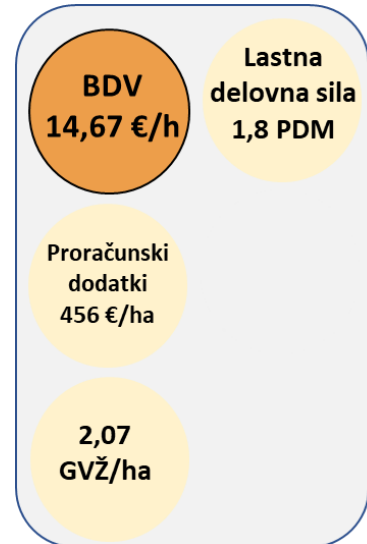 BDV
14,67 €/h
Lastna
delovna sila
1,8 PDM
Proračunski
dodatki
456 €/ha
2,07
GVŽ/ha